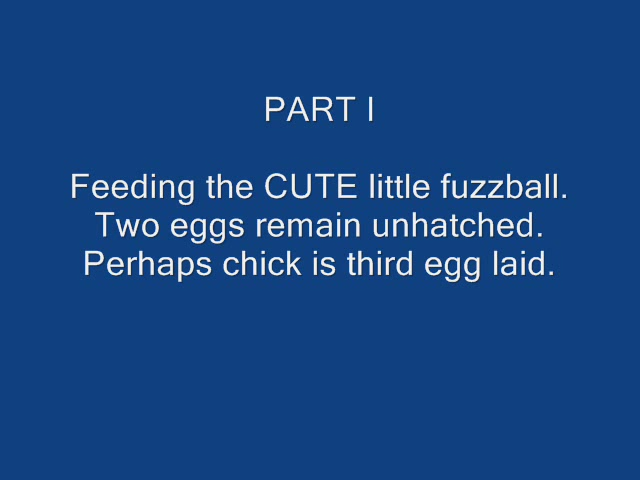 PART I
Feeding the CUTE little fuzzball.
Two eggs remain unhatched.
Perhaps chick is third egg laid.